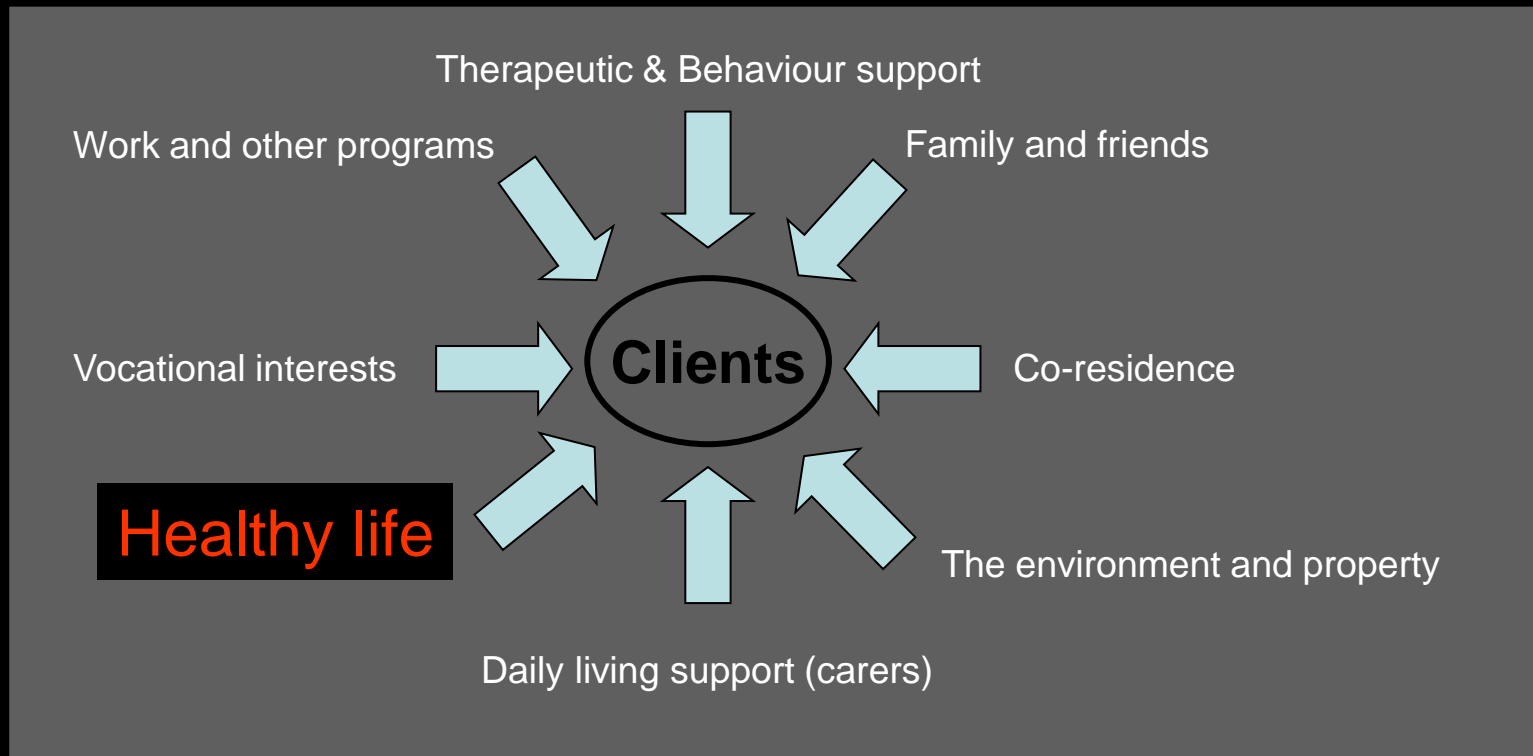 Therapeutic & Behaviour support
Work and other programs
Family and friends
Vocational interests
Clients
Co-residence
Healthy life
The environment and property
Daily living support (carers)